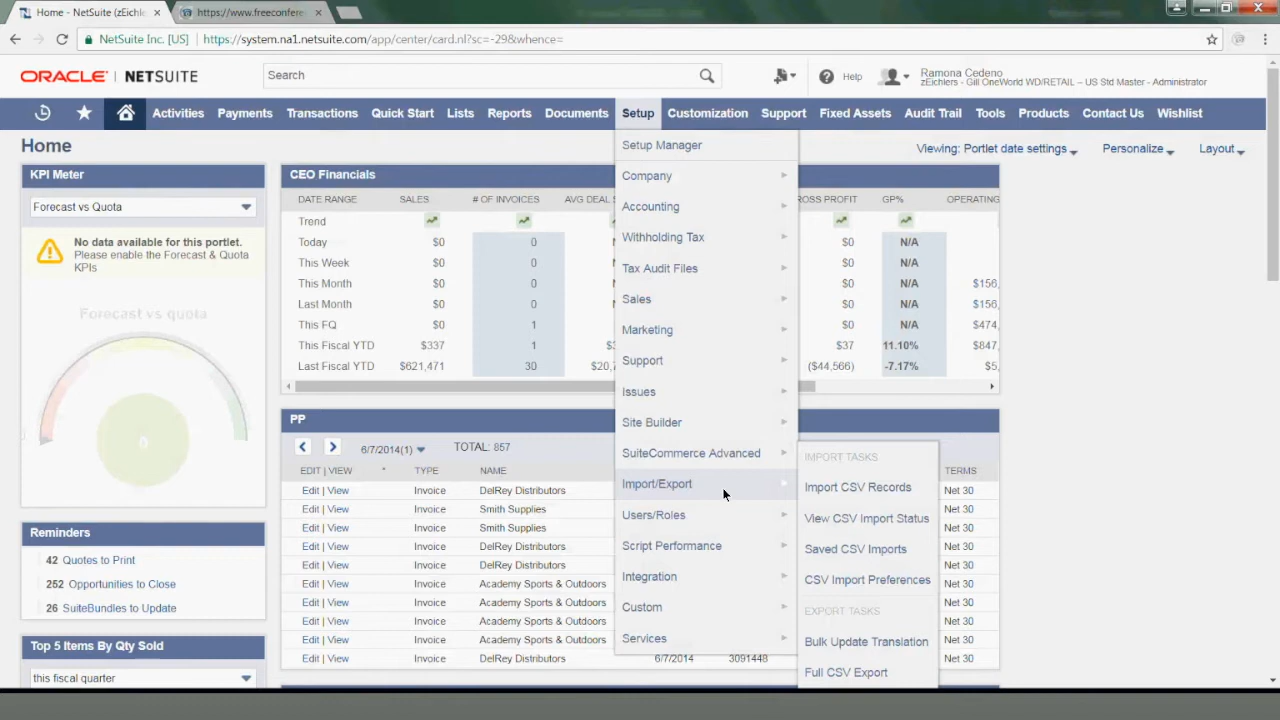 Home - NetSuite (zEichler
https://www.freeconfere
NetSuite Inc. [US]
https://system.na1.netsuite.com/app/center/card.nl?sc=-29&whence=
ORACLE NETSUITE
Search
Help
Ramona Cedeno
zEichlers - Gill OneWorld WD/RETAIL – US Std Master - Administrator
Activities Payments Transactions Quick Start Lists Reports Documents Setup Customization Support Fixed Assets Audit Trail Tools Products Contact Us Wishlist
Home
Viewing: Portlet date settings
Personalize
Layout
KPI Meter
Forecast vs Quota
No data available for this portlet.
Please enable the Forecast & Quota
KPIs
Forecast vs quota
0
Reminders
42 Quotes to Print
252 Opportunities to Close
26 SuiteBundles to Update
Top 5 Items By Qty Sold
this fiscal quarter
CEO Financials
DATE RANGE SALES # OF INVOICES AVG DEAL ROSS PROFIT GP% OPERATING
Trend
Today $0 0 $0 N/A
This Week $0 0 $0 N/A
This Month $0 0 $0 N/A $156,
Last Month $0 0 $0 N/A $156,
This FQ $0 1 $0 N/A $474,
This Fiscal YTD $337 1 $37 11.10% $847,
Last Fiscal YTD $621,471 30 $20,7 ($44,566) -7.17% $5,
PP
6/7/2014(1)
TOTAL: 857
EDIT | VIEW * TYPE NAME TERMS
Edit | View Invoice DelRey Distributors Net 30
Edit | View Invoice Smith Supplies Net 30
Edit | View Invoice Smith Supplies Net 30
Edit | View Invoice DelRey Distributors Net 30
Edit | View Invoice DelRey Distributors Net 30
Edit | View Invoice Academy Sports & Outdoors Net 30
Edit | View Invoice Academy Sports & Outdoors Net 30
Edit | View Invoice Academy Sports & Outdoors Net 30
Edit | View Invoice Academy Sports & Outdoors Net 30
Edit | View Invoice DelRey Distributors 6/7/2014 3091448 Net 30
Setup Manager
Company
Accounting
Withholding Tax
Tax Audit Files
Sales
Marketing
Support
Issues
Site Builder
SuiteCommerce Advanced
Import/Export
Users/Roles
Script Performance
Integration
Custom
Services
IMPORT TASKS
Import CSV Records
View CSV Import Status
Saved CSV Imports
CSV Import Preferences
EXPORT TASKS
Bulk Update Translation
Full CSV Export